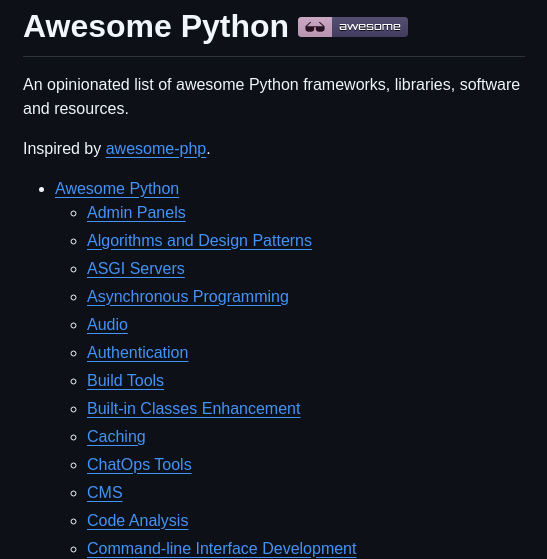 Awesome Python awesome
An opinionated list of awesome Python frameworks, libraries, software
and resources.
Inspired by awesome-php.
Awesome Python
Admin Panels
Algorithms and Design Patterns
ASGI Servers
Asynchronous Programming
Audio
Authentication
Build Tools
Built-in Classes Enhancement
Caching
ChatOps Tools
CMS
Code Analysis
Command-line Interface Development